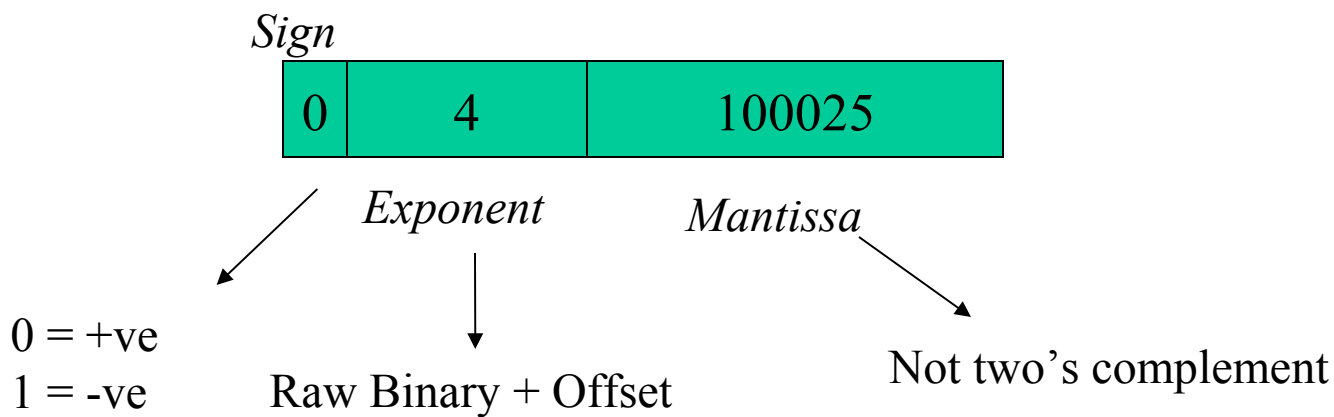 Sign
0 4 100025
Exponent Mantissa
0 = +ve
1 = -ve
Raw Binary + Offset
Not two’s complement